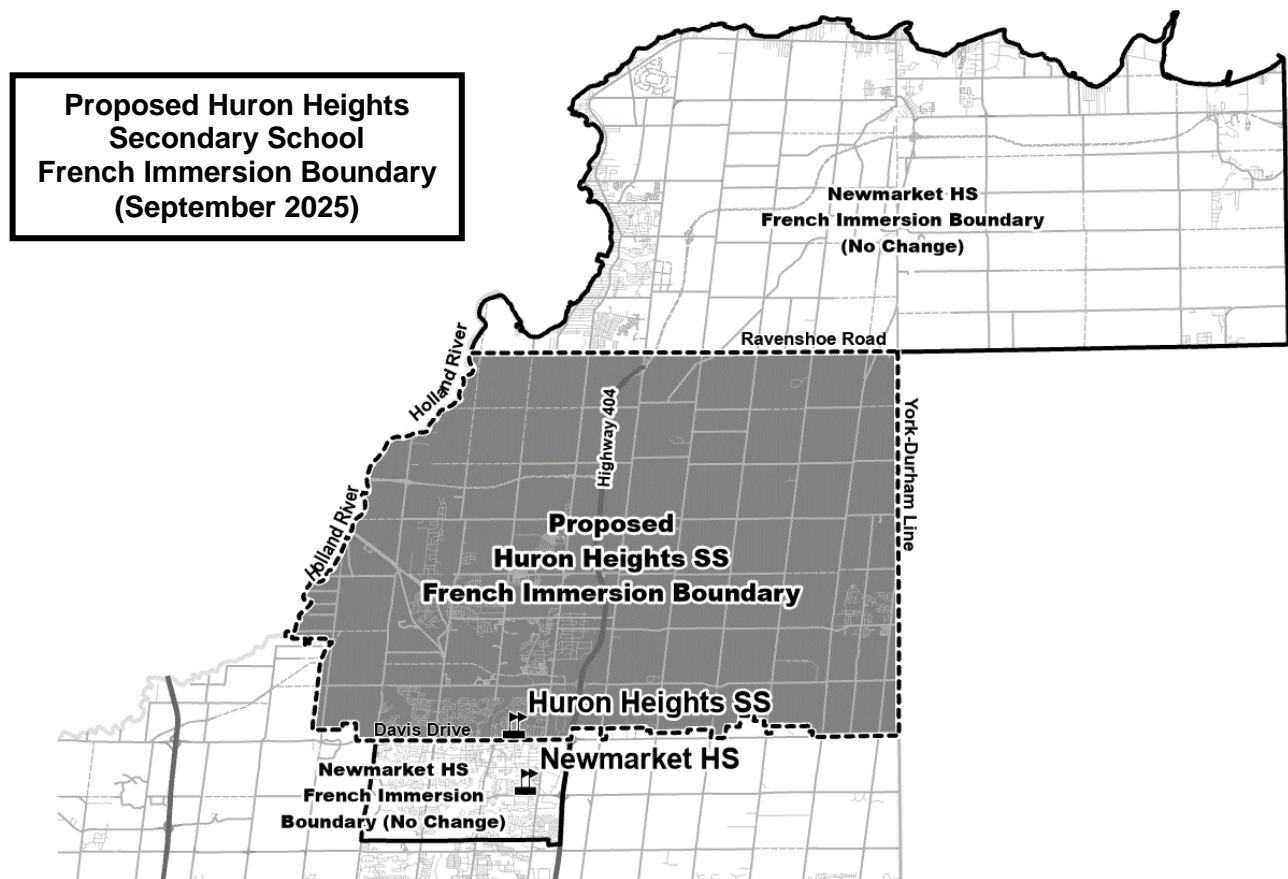 Proposed Huron Heights
Secondary School
French Immersion Boundary
(September 2025)
Newmarket HS
French Immersion Boundary
(No Change)
Ravenshoe Road
Holland River
Highway 404
York-Durham Line
Holland River
Proposed
Huron Heights SS
French Immersion Boundary
Huron Heights SS
Davis Drive
Newmarket HS
Newmarket HS
French Immersion
Boundary (No Change)